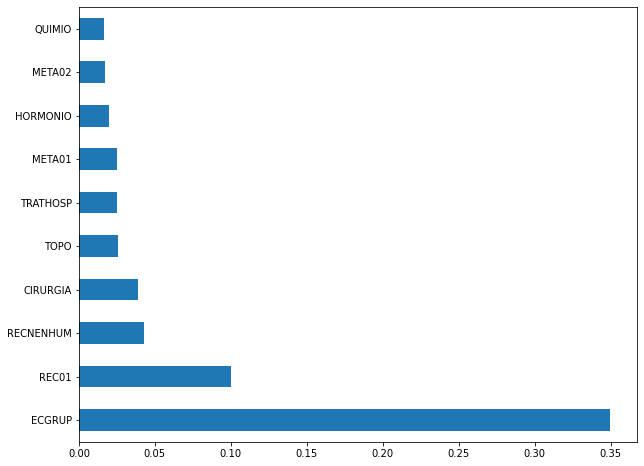 QUIMIO
META02
HORMONIO
META01
TRATHOSP
TOPO
CIRURGIA
RECNENHUM
REC01
ECGRUP
0.00 0.05 0.10 0.15 0.20 0.25 0.30 0.35